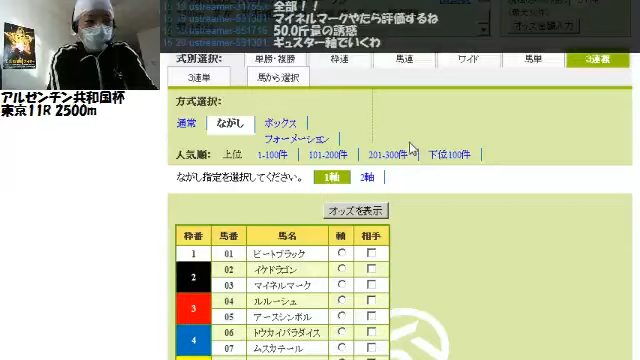 全部！！
マイネルマークやたら評価するね
50.0斤量の誘惑
ギュスター軸でいくわ
アルゼンチン共和国杯
東京11R 2500m
式別選択:
単勝・複勝
枠連
馬連
ワイド
馬単
3連複
3連単
馬から選択
方式選択:
通常
ながし
ボックス
フォーメーション
人気順:
上位
1-100件
101-200件
201-300件
下位100件
ながし指定を選択してください。
1軸
2軸
オッズを表示
枠番 馬番 馬名 軸 相手
1 01 ビートブラック
2 02 イケドラゴン
03 マイネルマーク
3 04 ルルーシュ
05 アースシンボル
4 06 トウカイパラダイス
07 ムスカテール